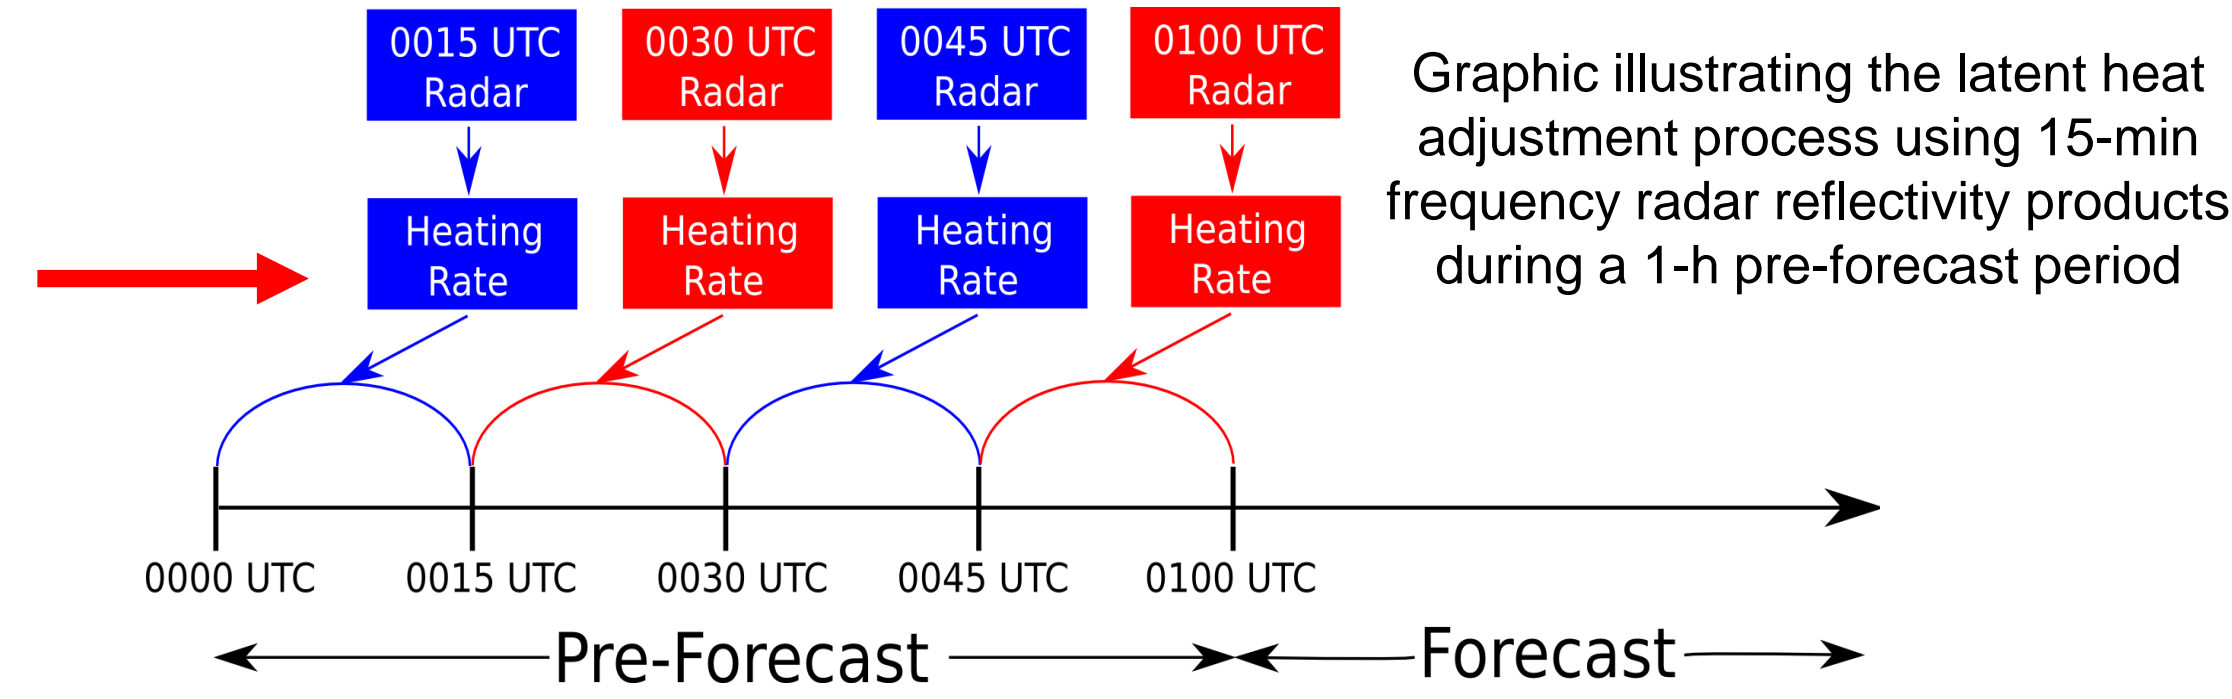 0015 UTC
Radar
0030 UTC
Radar
0045 UTC
Radar
0100 UTC
Radar
Graphic illustrating the latent heat
adjustment process using 15-min
frequency radar reflectivity products
during a 1-h pre-forecast period
Heating
Rate
Heating
Rate
Heating
Rate
Heating
Rate
0000 UTC
0015 UTC
0030 UTC
0045 UTC
0100 UTC
Pre-Forecast
Forecast